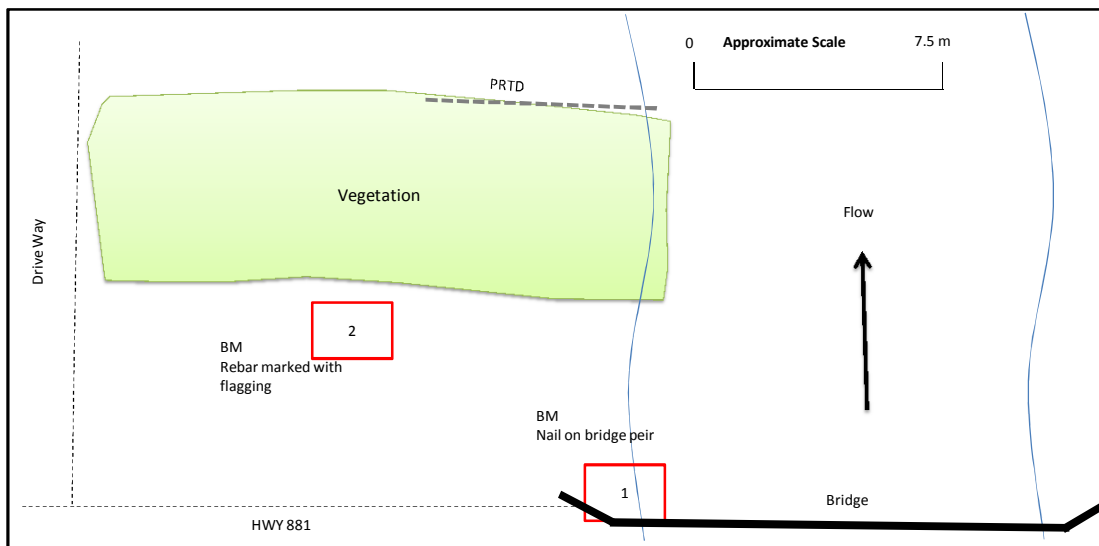 0 Approximate Scale 7.5 m
PRTD
Vegetation
Flow
Drive Way
2
BM
Rebar marked with
flagging
BM
Nail on bridge peir
1
Bridge
HWY 881